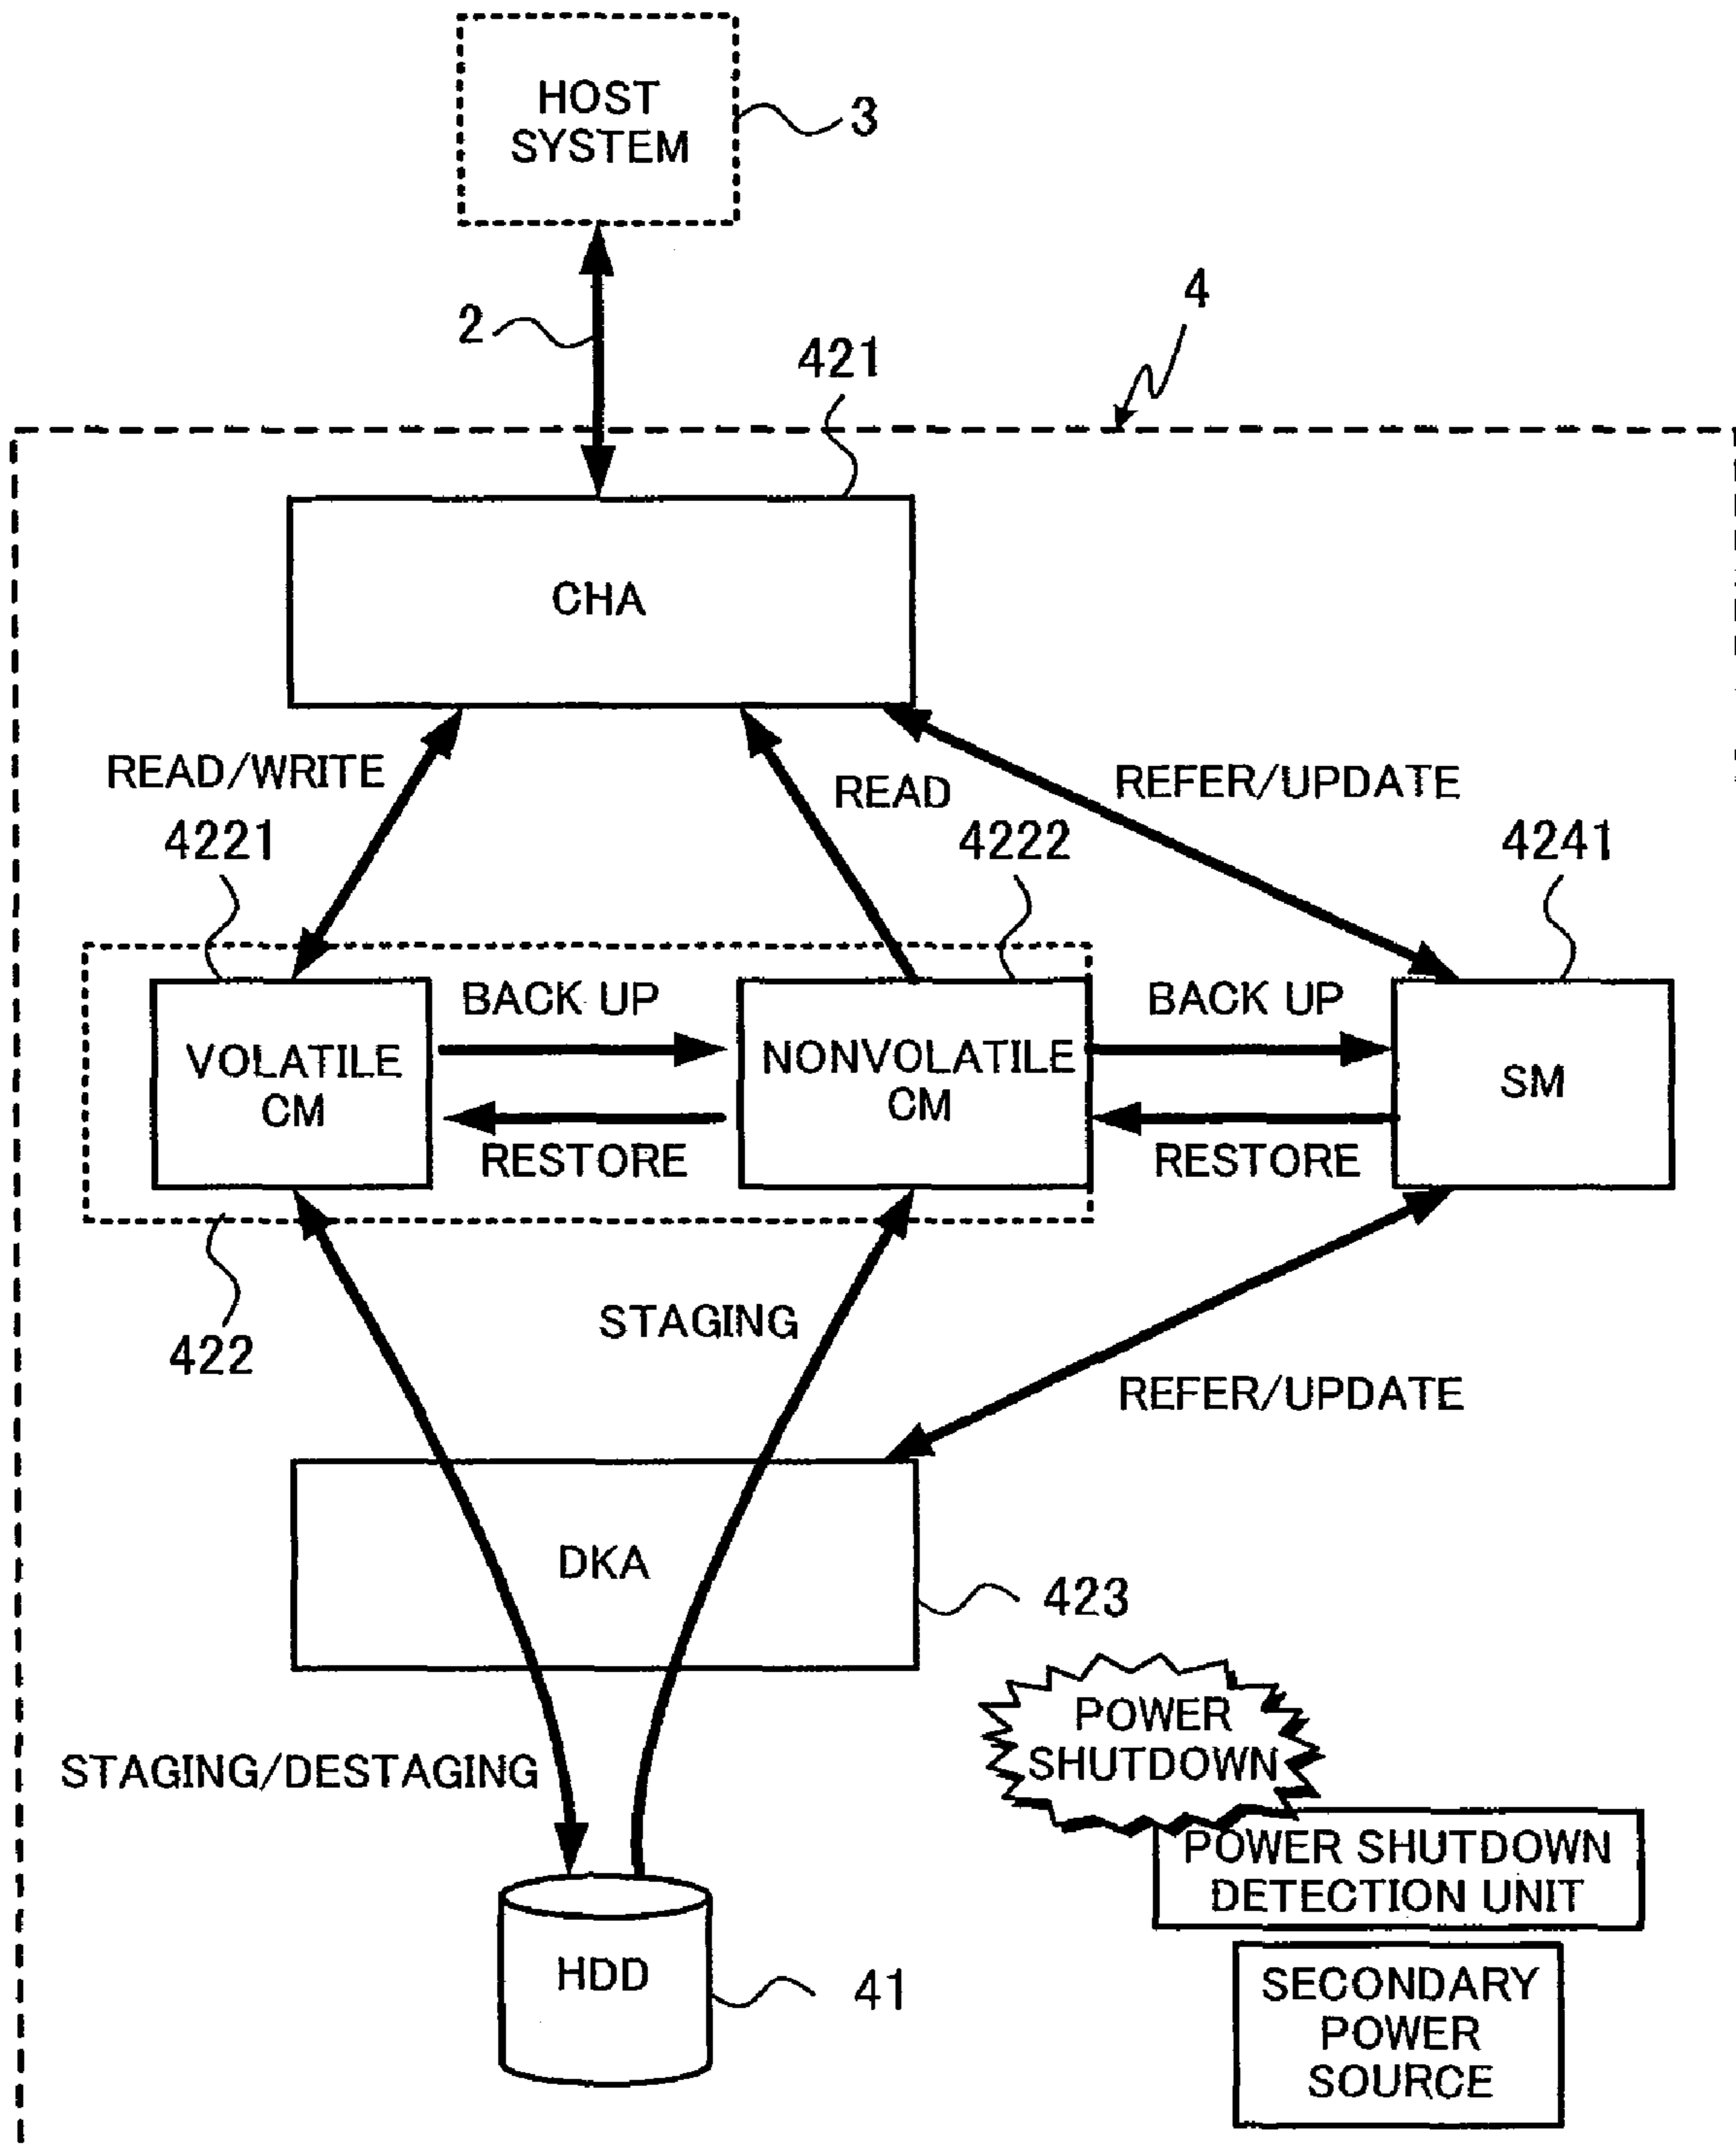 HOST
SYSTEM
3
2
4
421
CHA
READ/WRITE
READ
REFER/UPDATE
4221
4222
4241
BACK UP
BACK UP
VOLATILE
CM
NONVOLATILE
CM
SM
RESTORE
RESTORE
422
STAGING
REFER/UPDATE
DKA
423
STAGING/DESTAGING
POWER
SHUTDOWN
POWER SHUTDOWN
DETECTION UNIT
HDD
41
SECONDARY
POWER
SOURCE